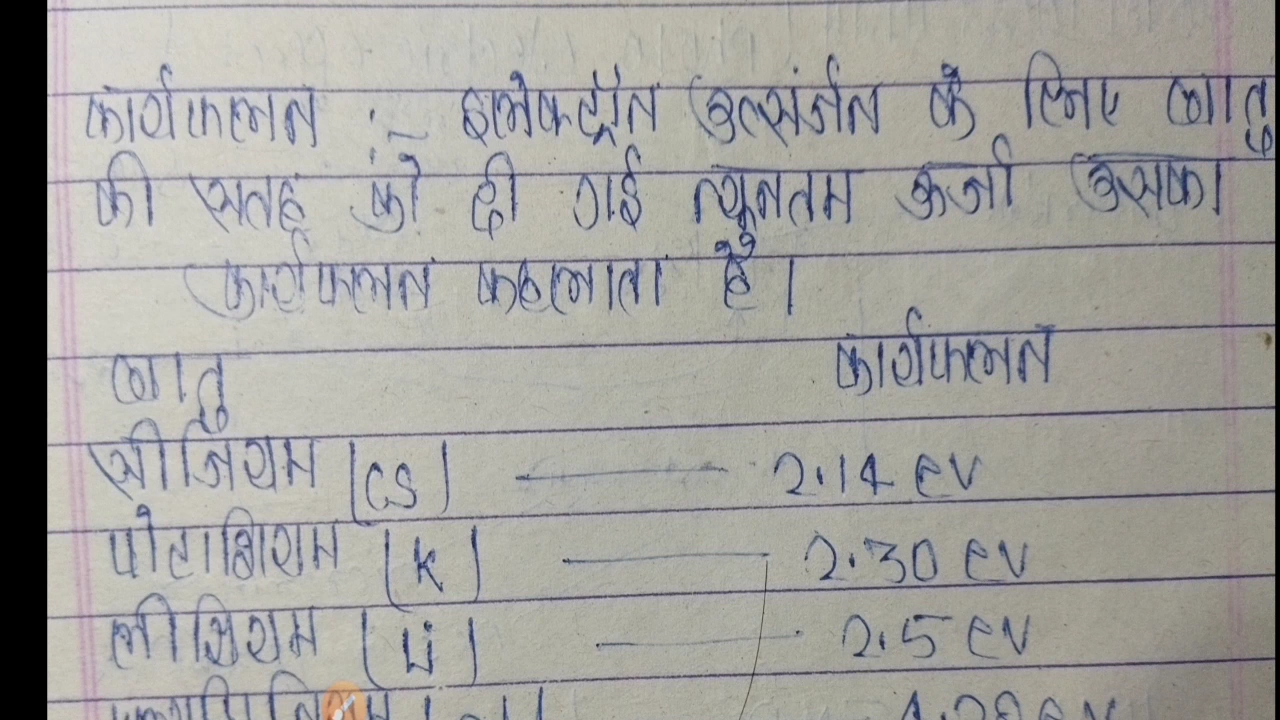 कार्यफलन :- इलेक्ट्रॉन उत्सर्जन के लिए धातु
की सतह को दी गई न्यूनतम ऊर्जा उसका
कार्यफलन कहलाता है।
धातु कार्यफलन
सीजियम (Cs) — 2.14 eV
पोटाशियम (K) — 2.30 eV
लीथियम (Li) — 2.5 eV